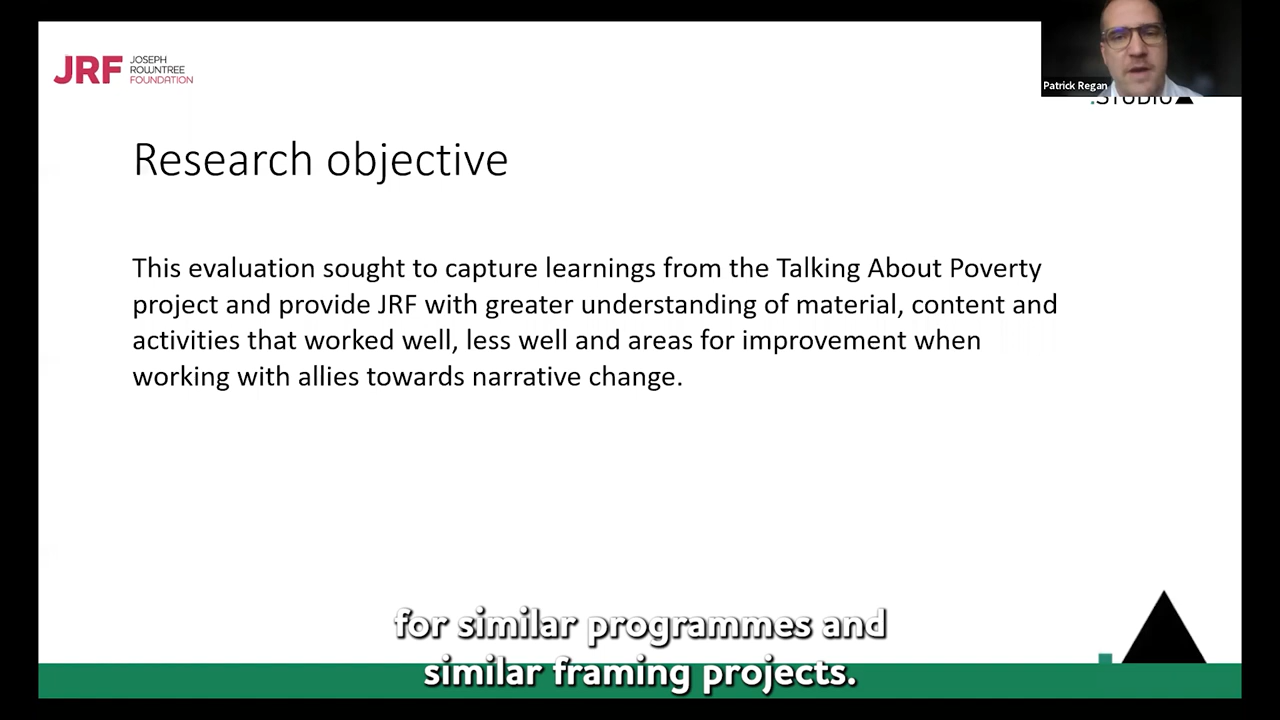 JRF
JOSEPH
ROWNTREE
FOUNDATION
Patrick Regan
.STUDIO
Research objective
This evaluation sought to capture learnings from the Talking About Poverty
project and provide JRF with greater understanding of material, content and
activities that worked well, less well and areas for improvement when
working with allies towards narrative change.
for similar programmes and
similar framing projects.